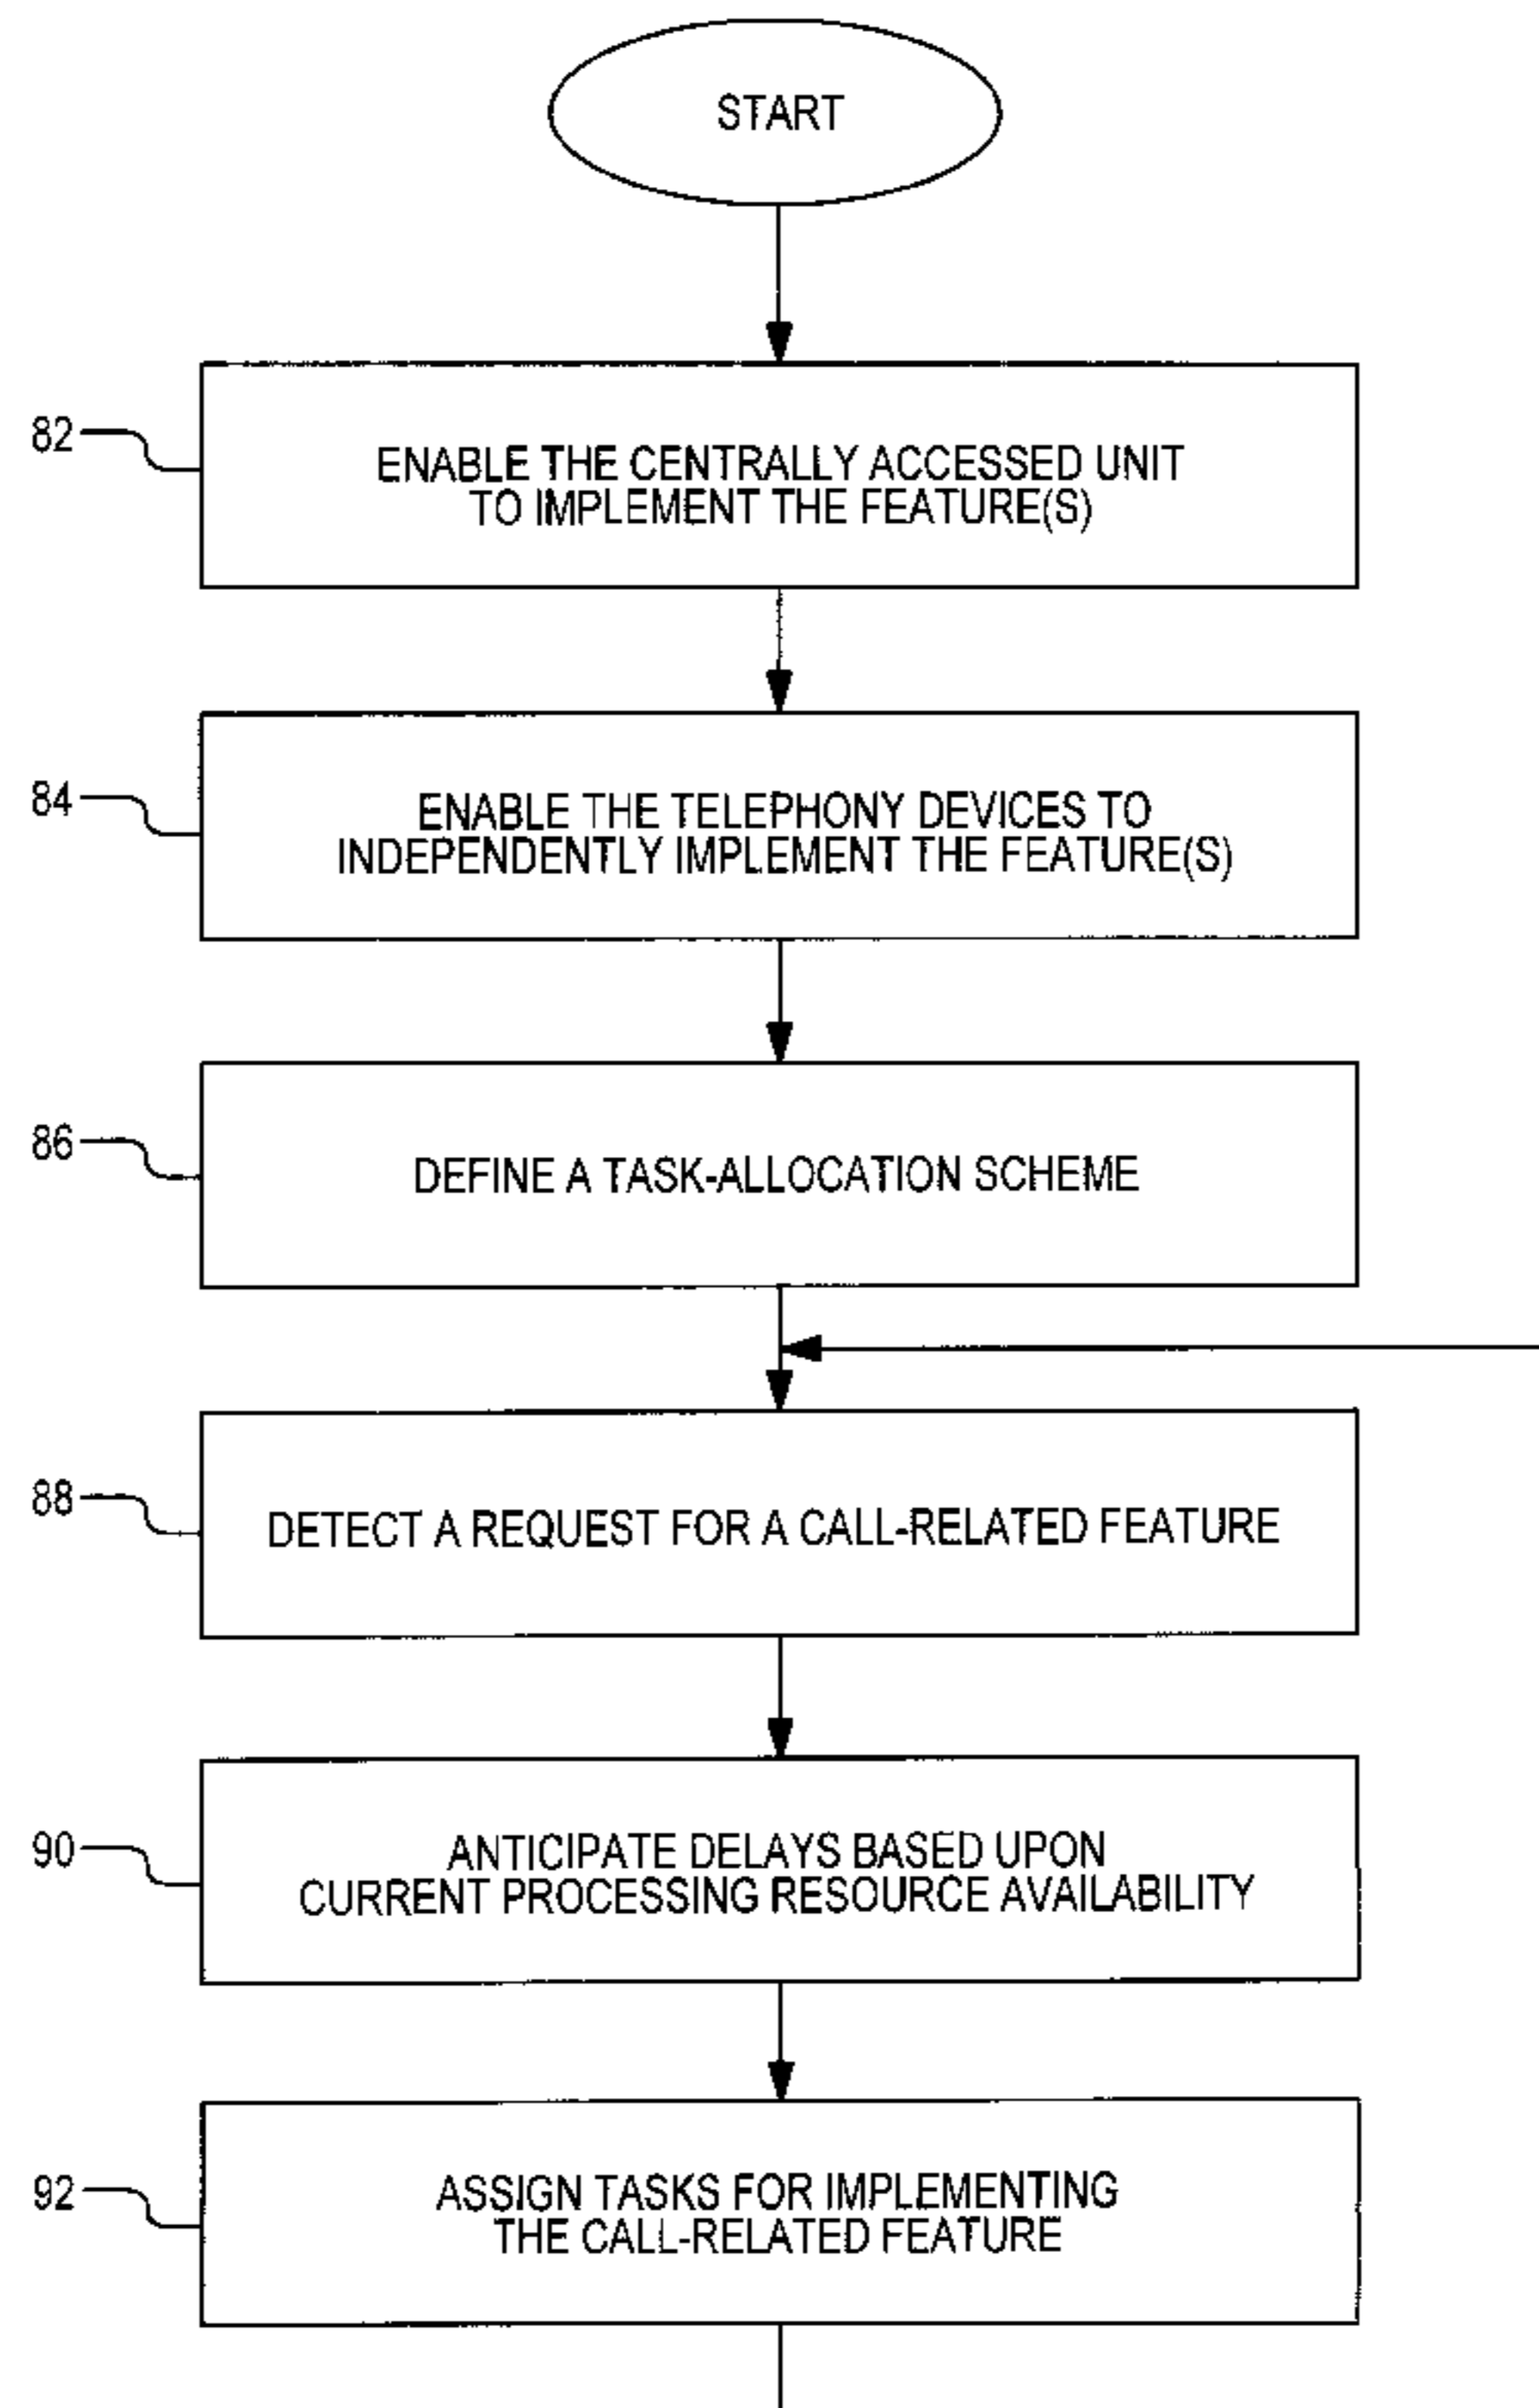 START
82
ENABLE THE CENTRALLY ACCESSED UNIT
TO IMPLEMENT THE FEATURE(S)
84
ENABLE THE TELEPHONY DEVICES TO
INDEPENDENTLY IMPLEMENT THE FEATURE(S)
86
DEFINE A TASK-ALLOCATION SCHEME
88
DETECT A REQUEST FOR A CALL-RELATED FEATURE
90
ANTICIPATE DELAYS BASED UPON
CURRENT PROCESSING RESOURCE AVAILABILITY
92
ASSIGN TASKS FOR IMPLEMENTING
THE CALL-RELATED FEATURE